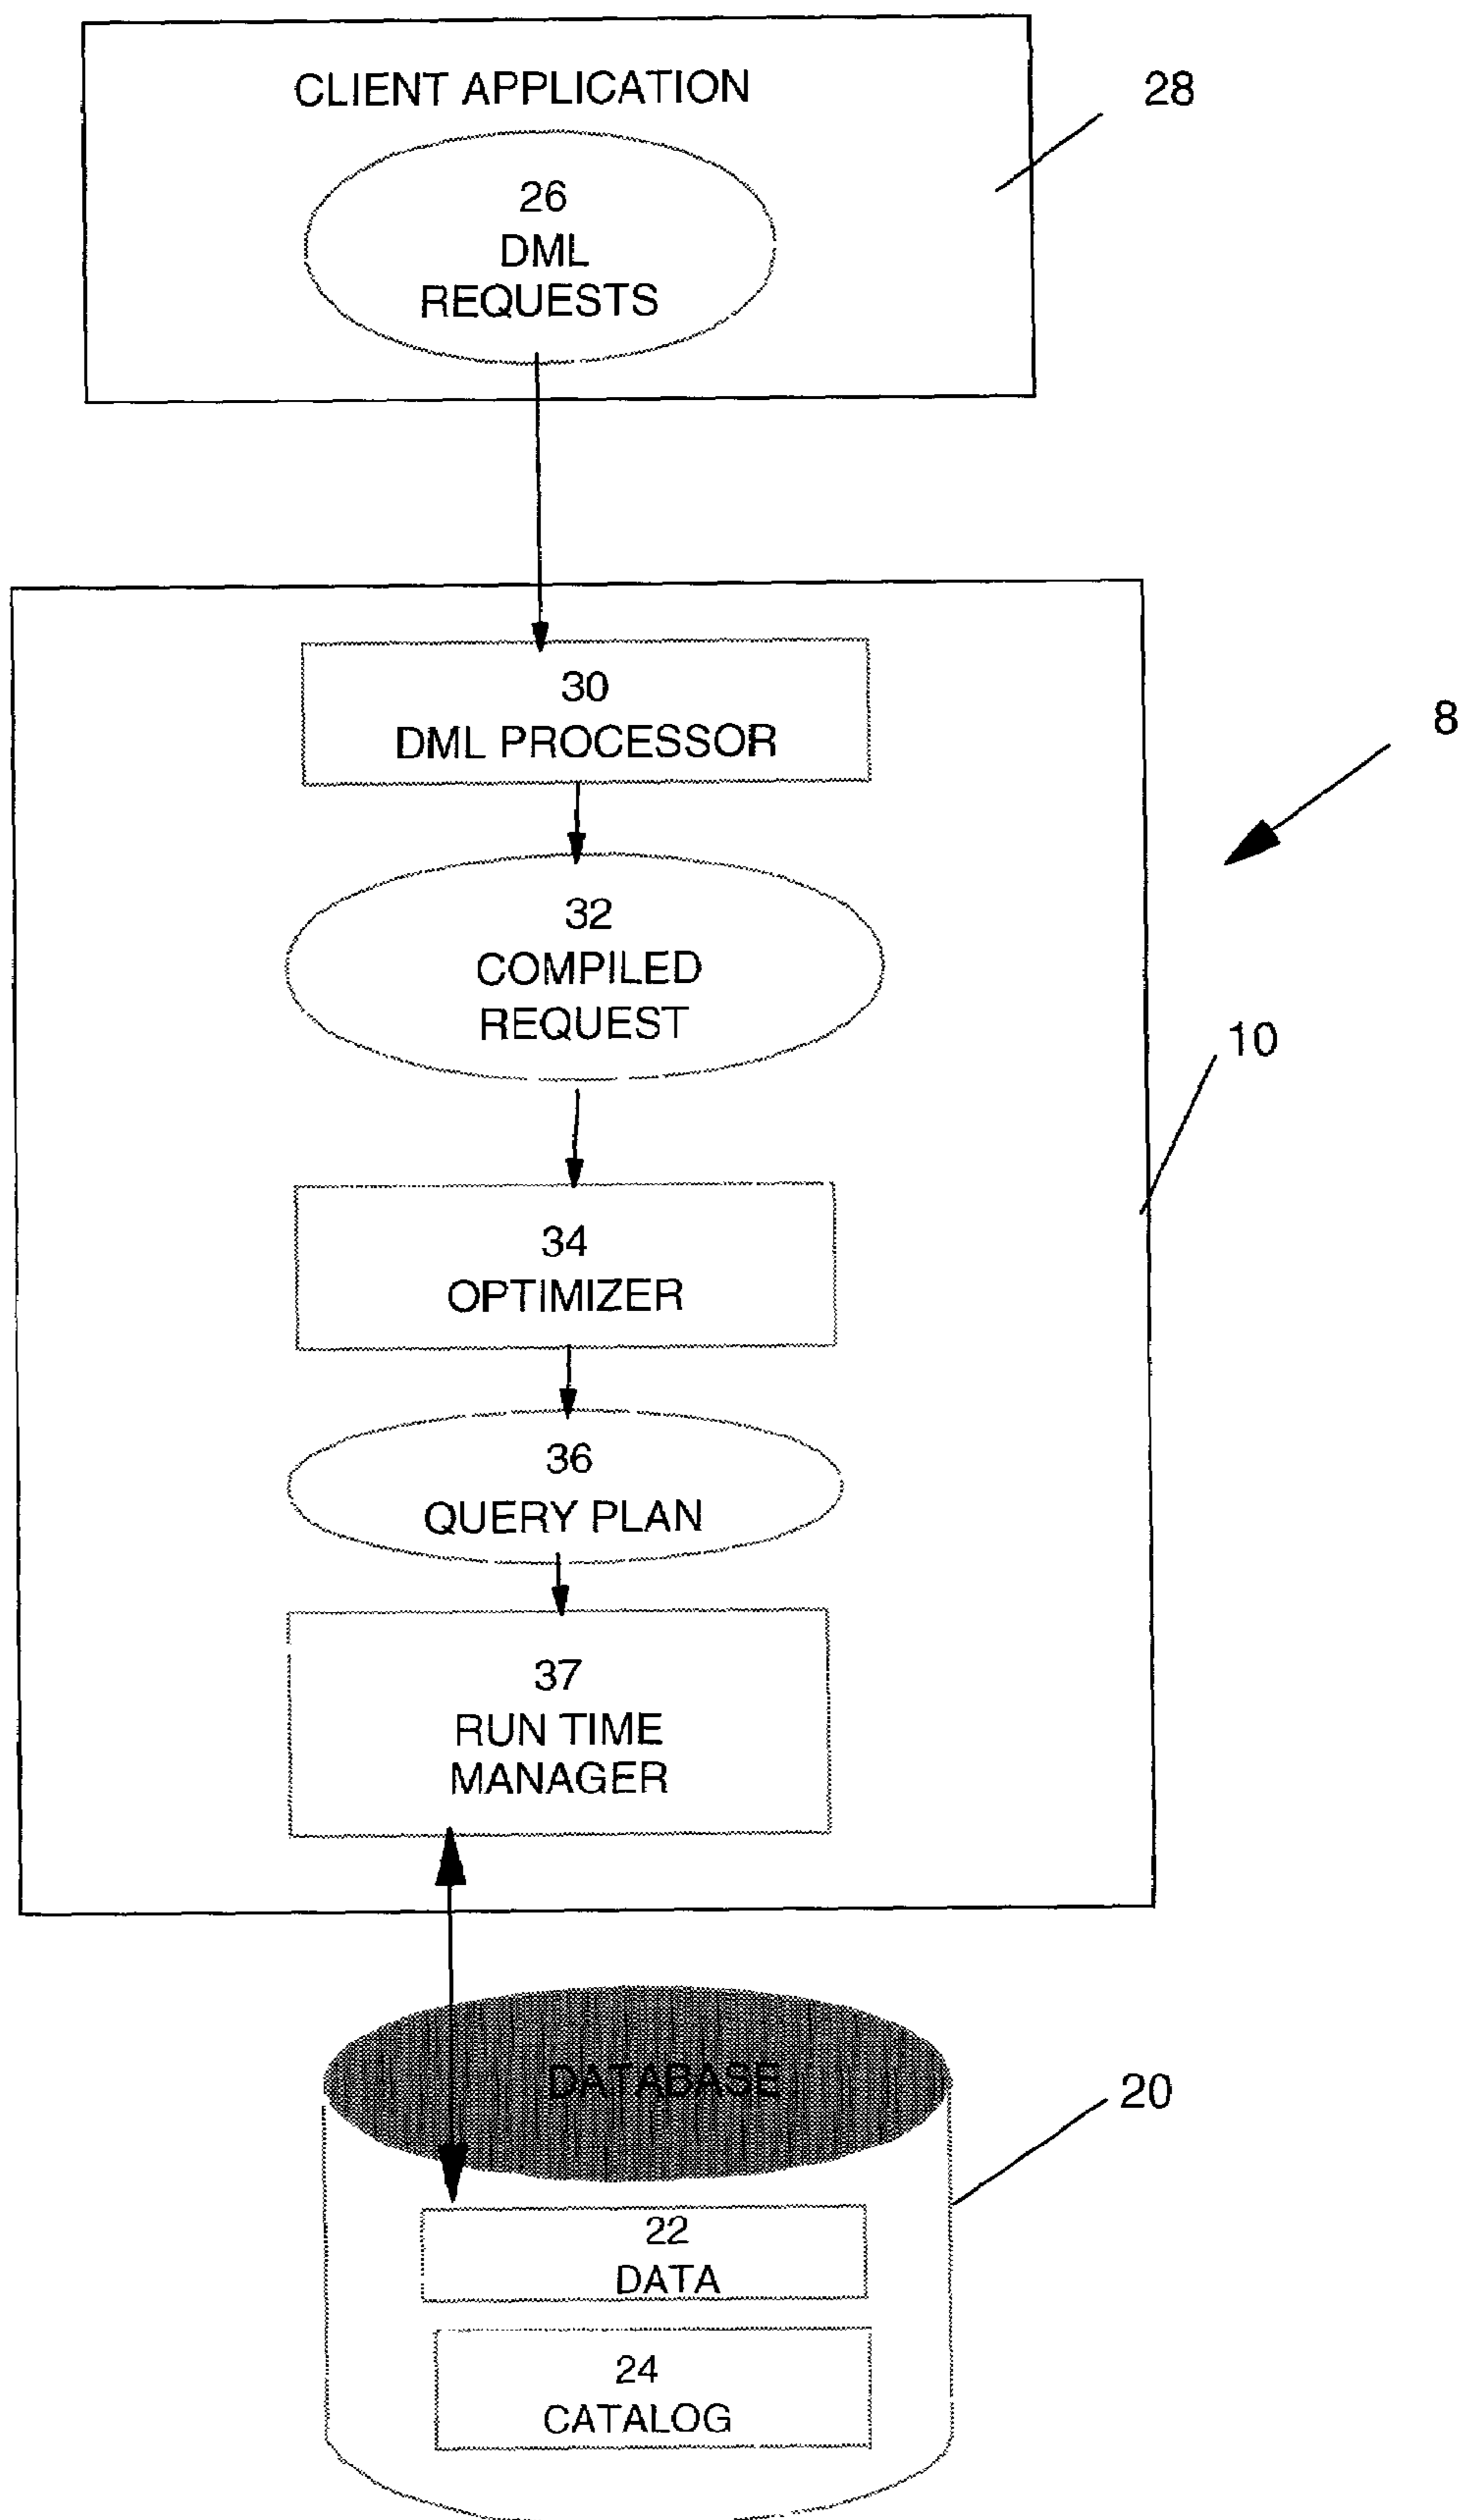 CLIENT APPLICATION
28
26
DML
REQUESTS
30
DML PROCESSOR
8
32
COMPILED
REQUEST
10
34
OPTIMIZER
36
QUERY PLAN
37
RUN TIME
MANAGER
DATABASE
20
22
DATA
24
CATALOG